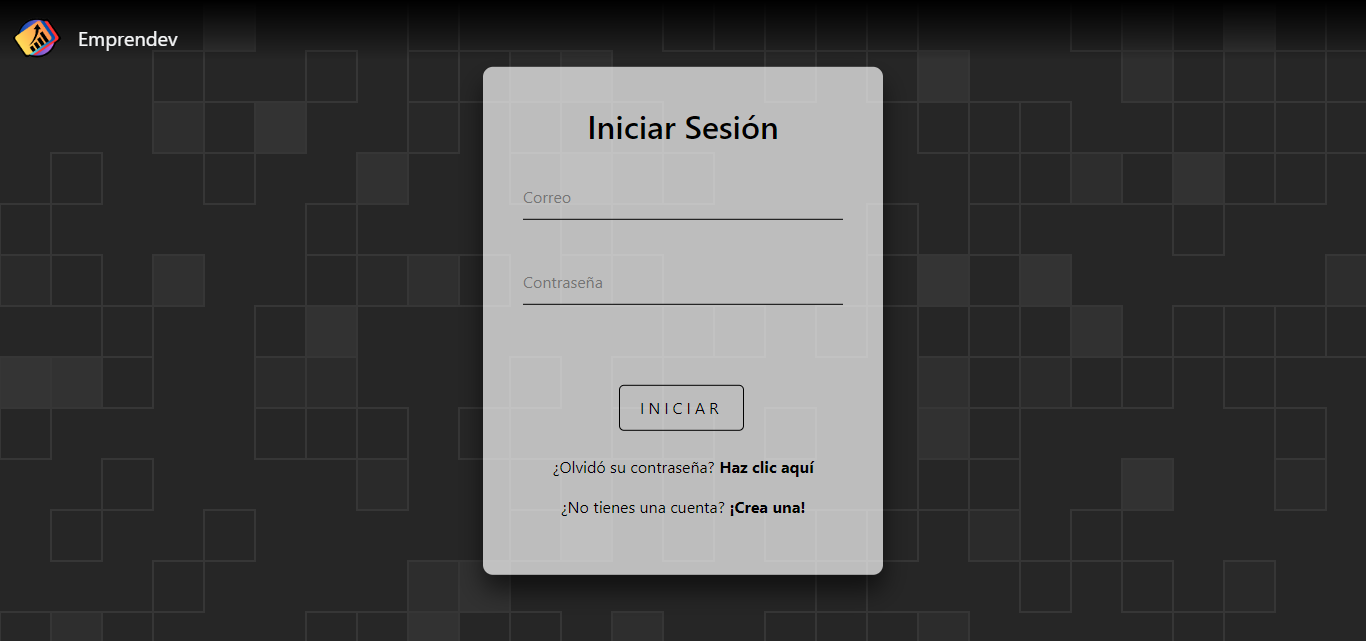 Emprendev
Iniciar Sesión
Correo
Contraseña
INICIAR
¿Olvidó su contraseña? Haz clic aquí
¿No tienes una cuenta? ¡Crea una!